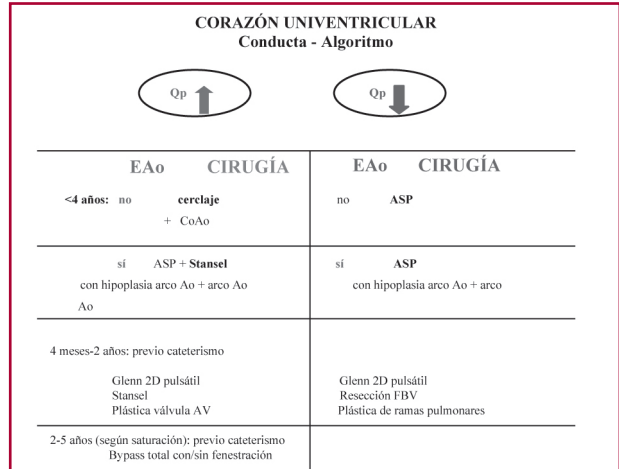 CORAZÓN UNIVENTRICULAR
Conducta - Algoritmo
Qp Qp
EAo CIRUGÍA EAo CIRUGÍA
<4 años: no cerclaje no ASP
+ CoAo
sí ASP + Stansel sí ASP
con hipoplasia arco Ao + arco Ao con hipoplasia arco Ao + arco
Ao
4 meses-2 años: previo cateterismo
Glenn 2D pulsátil Glenn 2D pulsátil
Stansel Resección FBV
Plástica válvula AV Plástica de ramas pulmonares
2-5 años (según saturación): previo cateterismo
Bypass total con/sin fenestración